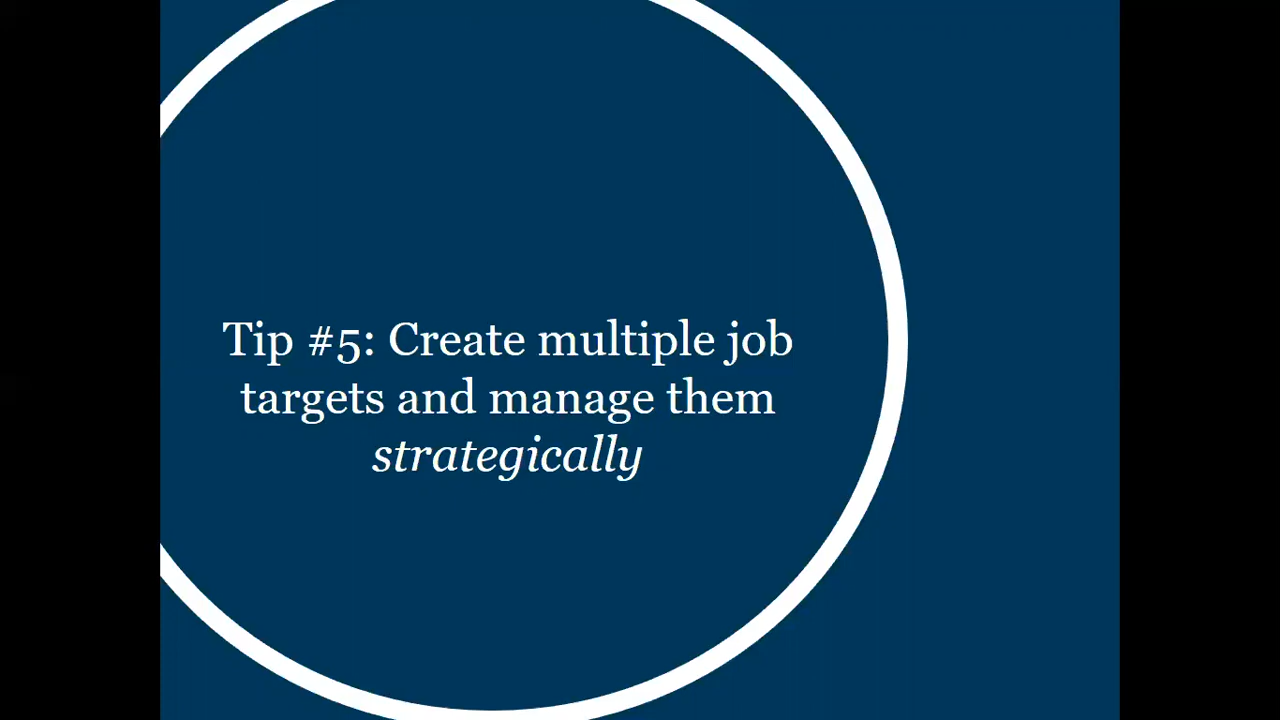 Tip #5: Create multiple job
targets and manage them
strategically